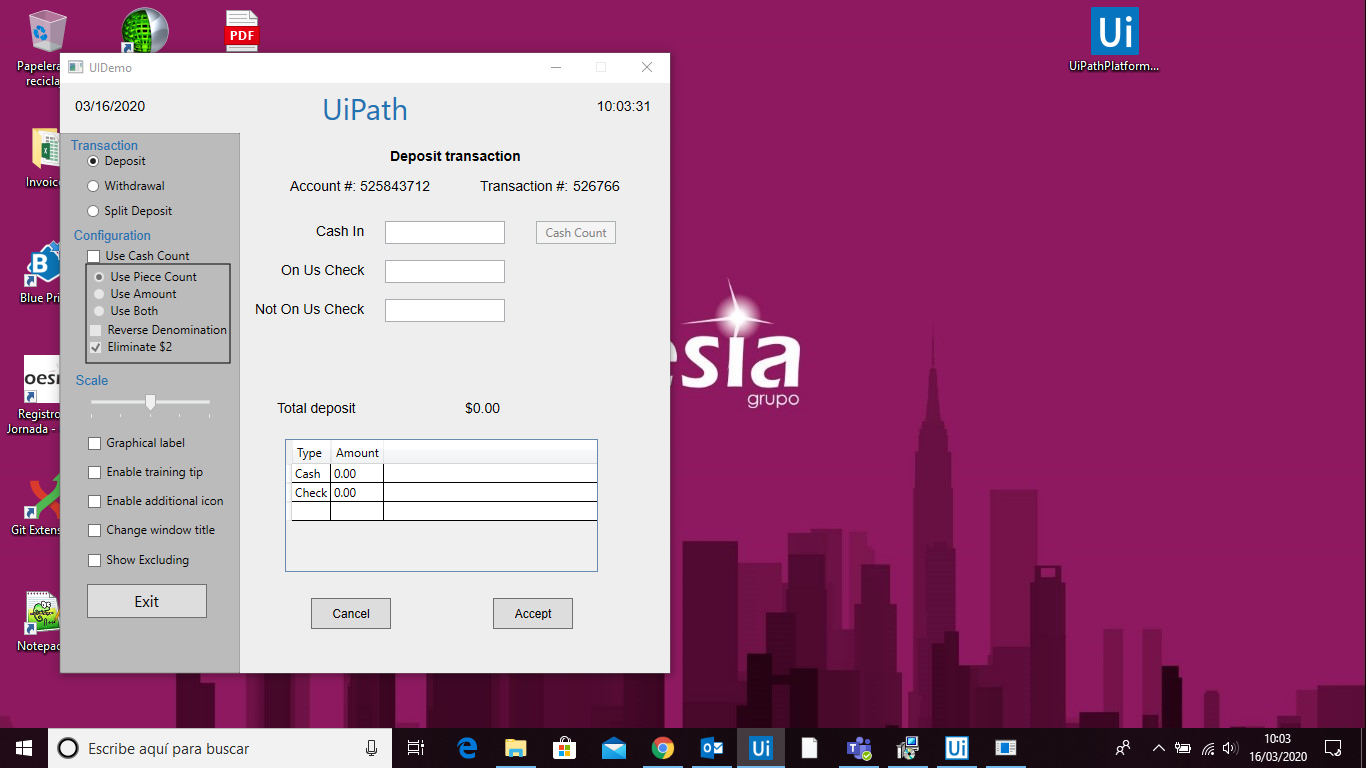 PDF
Ui
Papelera
recicla
UiPathPlatform...
UIDemo
03/16/2020
UiPath
10:03:31
Transaction
Deposit
Withdrawal
Split Deposit
Configuration
Use Cash Count
Use Piece Count
Use Amount
Use Both
Reverse Denomination
Eliminate $2
Scale
Graphical label
Enable training tip
Enable additional icon
Change window title
Show Excluding
Exit
Deposit transaction
Account #: 525843712 Transaction #: 526766
Cash In
Cash Count
On Us Check
Not On Us Check
Total deposit $0.00
Type Amount
Cash 0.00
Check 0.00
Cancel Accept
Invoice
B
Blue Pri
oesi
Registro
Jornada -
Git Exten
Notepad
esia
grupo
Escribe aquí para buscar
Ui
Ui
10:03
16/03/2020